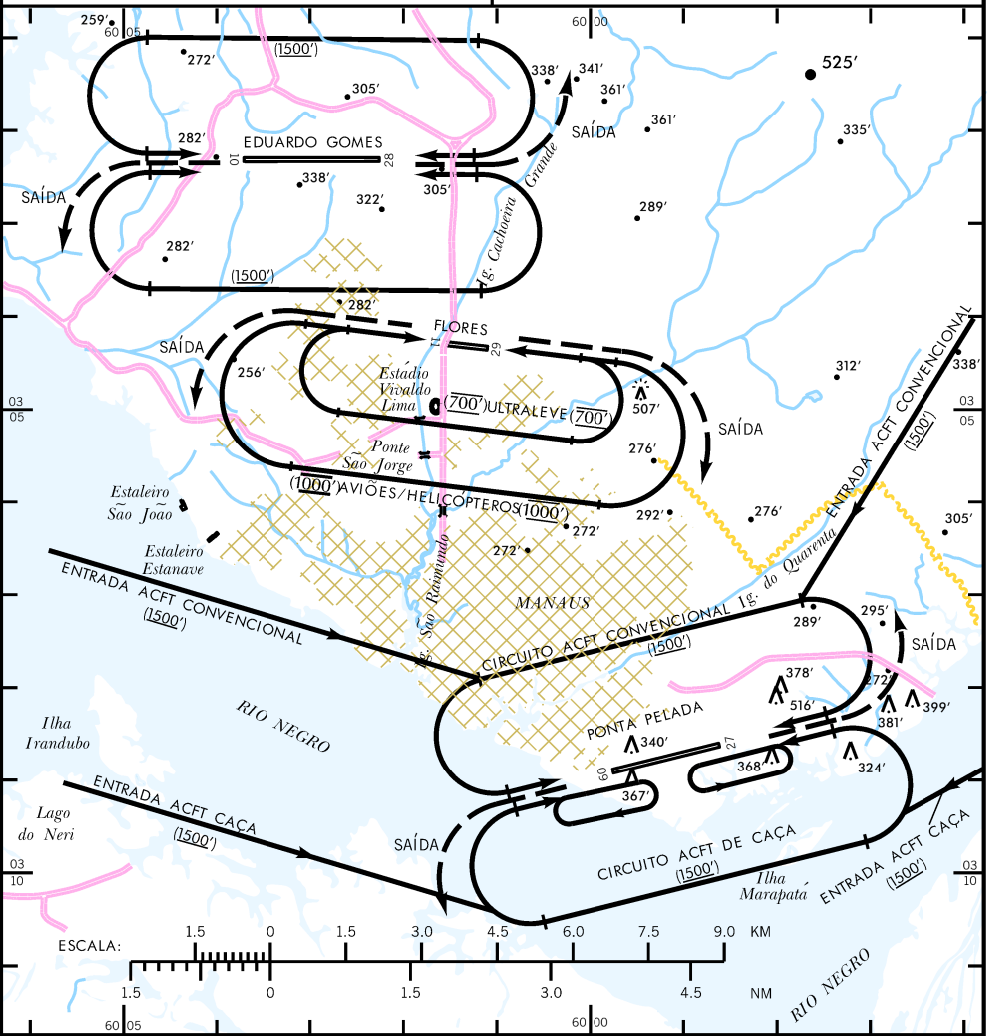 259′
60 05
60 00
(1500′)
272′
338′
341′
525′
305′
361′
SAÍDA
361′
335′
282′
EDUARDO GOMES
10
28
338′
305′
Grande
SAÍDA
322′
289′
Ig. Cachoeira
282′
(1500′)
282′
FLORES
11
29
SAÍDA
338′
256′
Estádio
Vivaldo
Lima
312′
(700′) ULTRALEVE (700′)
507′
03
05
03
05
ENTRADA ACFT CONVENCIONAL
(1500′)
SAÍDA
Ponte
São Jorge
276′
(1000′) AVIÕES/HELICÓPTEROS (1000′)
Estaleiro
São João
292′
276′
305′
272′
272′
Estaleiro
Estanave
Ig. São Raimundo
Ig. do Quarenta
ENTRADA ACFT CONVENCIONAL
(1500′)
MANAUS
CIRCUITO ACFT CONVENCIONAL
(1500′)
289′
295′
SAÍDA
272′
378′
516′
399′
381′
RIO NEGRO
Ilha
Irandubo
PONTA PELADA
09
27
340′
368′
324′
367′
ENTRADA ACFT CAÇA
(1500′)
Lago
do Neri
SAÍDA
CIRCUITO ACFT DE CAÇA
(1500′)
Ilha
Marapatá
ENTRADA ACFT CAÇA
(1500′)
03
10
03
10
RIO NEGRO
ESCALA:
1.5 0 1.5 3.0 4.5 6.0 7.5 9.0 KM
1.5 0 1.5 3.0 4.5 NM
60 05
60 00